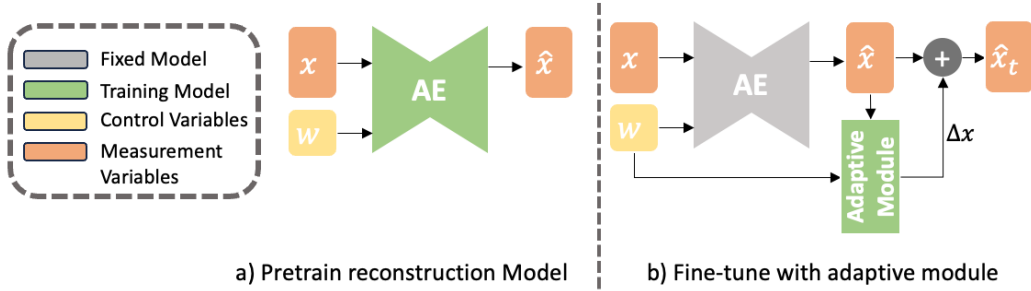 Fixed Model
Training Model
Control Variables
Measurement
Variables
x
w
AE
x̂
a) Pretrain reconstruction Model
x
w
AE
x̂
+
x̂ₜ
Δx
Adaptive
Module
b) Fine-tune with adaptive module